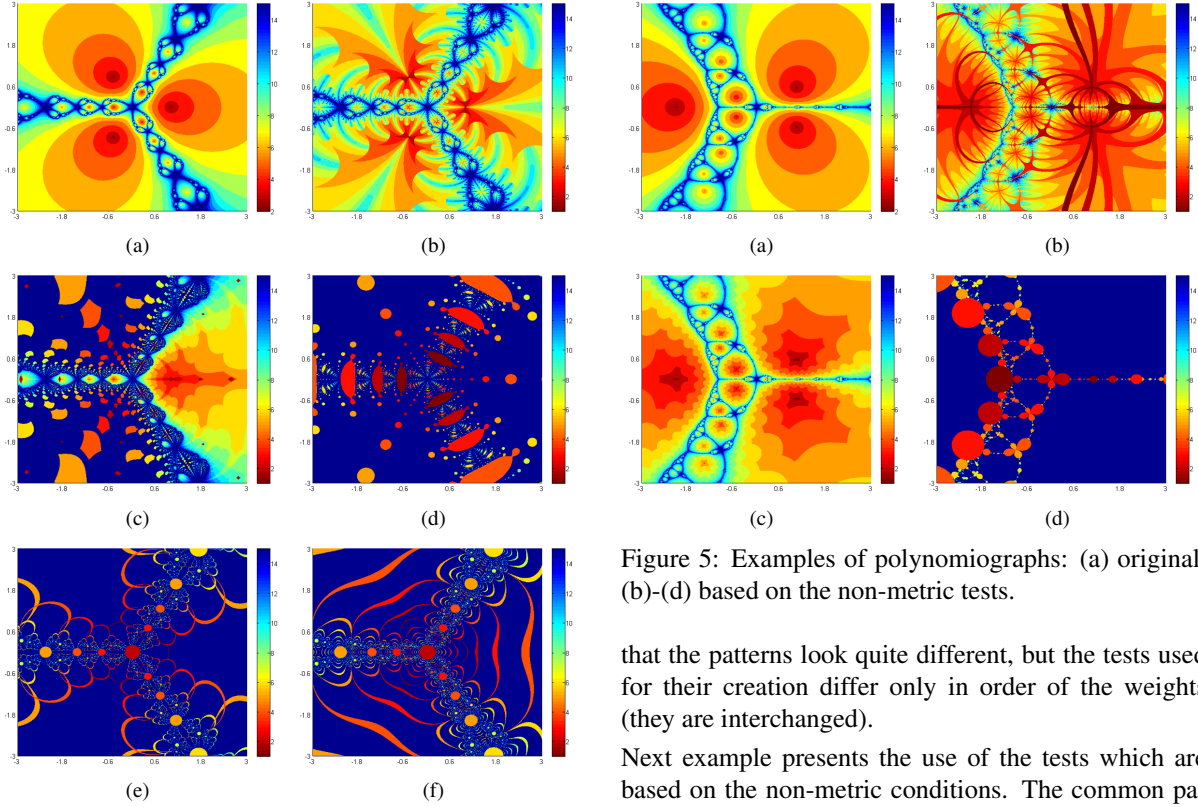 (a)
(b)
(c)
(d)
(e)
(f)
(a)
(b)
(c)
(d)
Figure 5: Examples of polynomiographs: (a) original,
(b)-(d) based on the non-metric tests.
that the patterns look quite different, but the tests used
for their creation differ only in order of the weights
(they are interchanged).
Next example presents the use of the tests which are
based on the non-metric conditions. The common pa